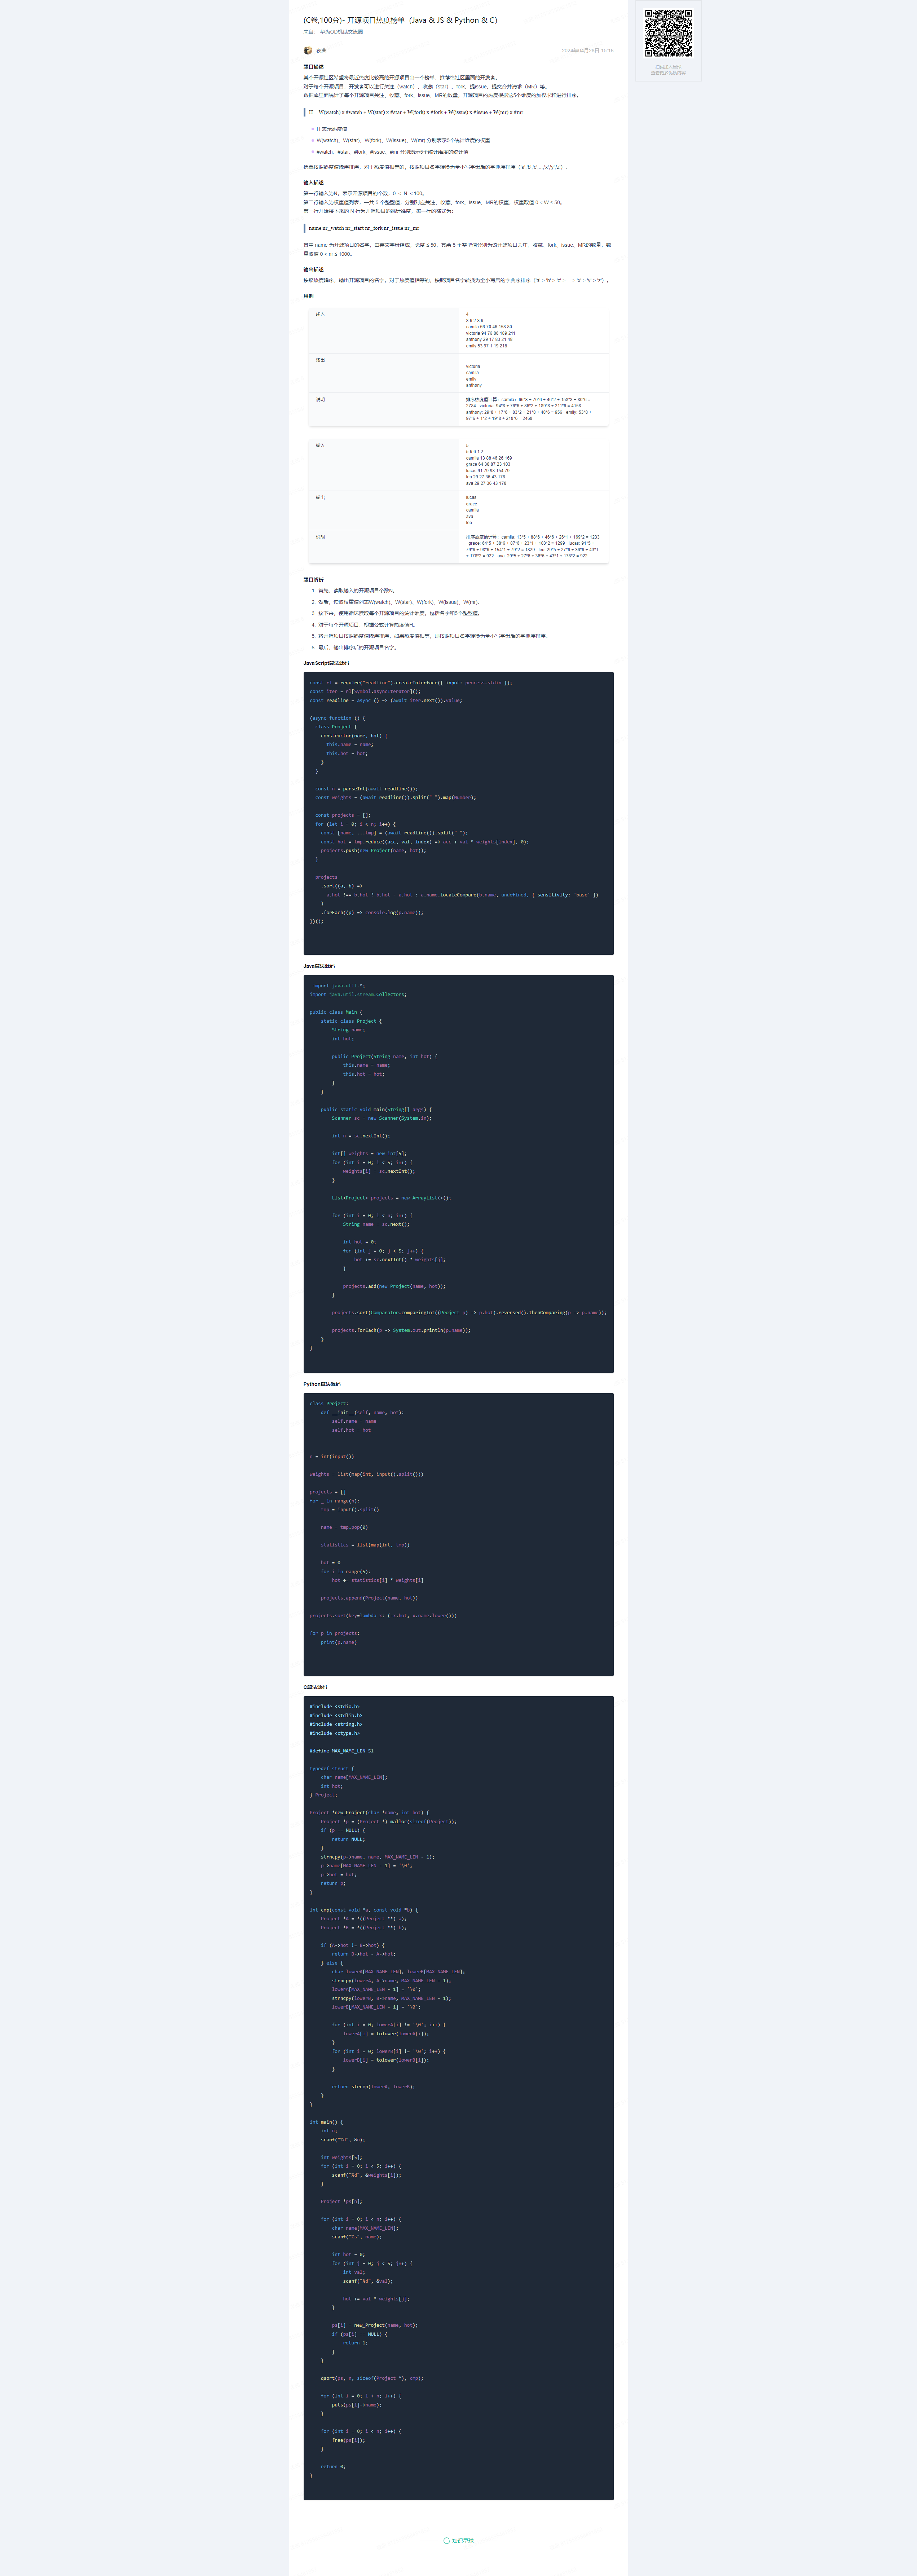 (C卷,100分)- 开源项目热度榜单（Java & JS & Python & C）
来自： 华为OD机试交流圈
2024年04月26日 13:16
扫码加入星球
查看更多优质内容
题目描述
某个开源社区希望将最近热度比较高的开源项目出一个榜单，推荐给社区里面的开发者。
对于每个开源项目，开发者可以进行关注（watch）、收藏（star）、fork、提issue、提交合并请求（MR）等。
数据库里面统计了每个开源项目关注、收藏、fork、issue、MR的数量，开源项目的热度根据这5个维度的加权求和进行排序。
H = W(watch) x #watch + W(star) x #star + W(fork) x #fork + W(issue) x #issue + W(mr) x #mr
H 表示热度值
W(watch)、W(star)、W(fork)、W(issue)、W(mr) 分别表示5个统计维度的权重
#watch、#star、#fork、#issue、#mr 分别表示5个统计维度的统计值
榜单按照热度值降序排序，对于热度值相等的，按照项目名字转换为全小写字母后的字典序排序（'a','b','c',…,'x','y','z'）。
输入描述
第一行输入为N，表示开源项目的个数，0 ＜ N ＜100。
第二行输入为权重值列表，一共 5 个整型值，分别对应关注、收藏、fork、issue、MR的权重，权重取值 0 < W ≤ 50。
第三行开始接下来的 N 行为开源项目的统计维度，每一行的格式为：
name nr_watch nr_start nr_fork nr_issue nr_mr
其中 name 为开源项目的名字，由英文字母组成，长度 ≤ 50，其余 5 个整型值分别为该开源项目关注、收藏、fork、issue、MR的数量，数
量取值 0 < nr ≤ 1000。
输出描述
按照热度降序，输出开源项目的名字，对于热度值相等的，按照项目名字转换为全小写后的字典序排序（'a' > 'b' > 'c' > … > 'x' > 'y' > 'z'）。
用例
输入
4
8 6 2 8 6
camila 66 70 46 158 80
victoria 94 76 86 189 211
anthony 29 17 83 21 48
emily 53 97 1 19 218
输出
victoria
camila
emily
anthony
说明
排序热度值计算：camila: 66*8 + 70*6 + 46*2 + 158*8 + 80*6 =
2784 victoria: 94*8 + 76*6 + 86*2 + 189*8 + 211*6 = 4158
anthony: 29*8 + 17*6 + 83*2 + 21*8 + 48*6 = 956 emily: 53*8 +
97*6 + 1*2 + 19*8 + 218*6 = 2468
输入
5
5 6 6 1 2
camila 13 88 46 26 169
grace 64 38 87 23 103
lucas 91 79 98 154 79
leo 29 27 36 43 178
ava 29 27 36 43 178
输出
lucas
grace
camila
ava
leo
说明
排序热度值计算：camila: 13*5 + 88*6 + 46*6 + 26*1 + 169*2 = 1233
grace: 64*5 + 38*6 + 87*6 + 23*1 + 103*2 = 1299 lucas: 91*5 +
79*6 + 98*6 + 154*1 + 79*2 = 1829 leo: 29*5 + 27*6 + 36*6 + 43*1
+ 178*2 = 922 ava: 29*5 + 27*6 + 36*6 + 43*1 + 178*2 = 922
题目解析
1. 首先，读取输入的开源项目个数N。
2. 然后，读取权重值列表W(watch)、W(star)、W(fork)、W(issue)、W(mr)。
3. 接下来，使用循环读取每个开源项目的统计维度，包括名字和5个整型值。
4. 对于每个开源项目，根据公式计算热度值H。
5. 将开源项目按照热度值降序排序，如果热度值相等，则按照项目名字转换为全小写字母后的字典序排序。
6. 最后，输出排序后的开源项目名字。
JavaScript算法源码
const rl = require("readline").createInterface({ input: process.stdin });
const iter = rl[Symbol.asyncIterator]();
const readline = async () => (await iter.next()).value;
(async function () {
class Project {
constructor(name, hot) {
this.name = name;
this.hot = hot;
}
}
const n = parseInt(await readline());
const weights = (await readline()).split(" ").map(Number);
const projects = [];
for (let i = 0; i < n; i++) {
const [name, ...tmp] = (await readline()).split(" ");
const hot = tmp.reduce((acc, val, index) => acc + val * weights[index], 0);
projects.push(new Project(name, hot));
}
projects
.sort((a, b) =>
a.hot !== b.hot ? b.hot - a.hot : a.name.localeCompare(b.name, undefined, { sensitivity: "base" })
)
.forEach((p) => console.log(p.name));
})();
Java算法源码
import java.util.*;
import java.util.stream.Collectors;
public class Main {
static class Project {
String name;
int hot;
public Project(String name, int hot) {
this.name = name;
this.hot = hot;
}
}
public static void main(String[] args) {
Scanner sc = new Scanner(System.in);
int n = sc.nextInt();
int[] weights = new int[5];
for (int i = 0; i < 5; i++) {
weights[i] = sc.nextInt();
}
List<Project> projects = new ArrayList<>();
for (int i = 0; i < n; i++) {
String name = sc.next();
int hot = 0;
for (int j = 0; j < 5; j++) {
hot += sc.nextInt() * weights[j];
}
projects.add(new Project(name, hot));
}
projects.sort(Comparator.comparingInt((Project p) -> p.hot).reversed().thenComparing(p -> p.name));
projects.forEach(p -> System.out.println(p.name));
}
}
Python算法源码
class Project:
def __init__(self, name, hot):
self.name = name
self.hot = hot
n = int(input())
weights = list(map(int, input().split()))
projects = []
for _ in range(n):
tmp = input().split()
name = tmp.pop(0)
statistics = list(map(int, tmp))
hot = 0
for i in range(5):
hot += statistics[i] * weights[i]
projects.append(Project(name, hot))
projects.sort(key=lambda x: (-x.hot, x.name.lower()))
for p in projects:
print(p.name)
C算法源码
#include <stdio.h>
#include <stdlib.h>
#include <string.h>
#include <ctype.h>
#define MAX_NAME_LEN 51
typedef struct {
char name[MAX_NAME_LEN];
int hot;
} Project;
Project *new_Project(char *name, int hot) {
Project *p = (Project *) malloc(sizeof(Project));
if (p == NULL) {
return NULL;
}
strncpy(p->name, name, MAX_NAME_LEN - 1);
p->name[MAX_NAME_LEN - 1] = '\0';
p->hot = hot;
return p;
}
int cmp(const void *a, const void *b) {
Project *A = *((Project **) a);
Project *B = *((Project **) b);
if (A->hot != B->hot) {
return B->hot - A->hot;
} else {
char lowerA[MAX_NAME_LEN], lowerB[MAX_NAME_LEN];
strncpy(lowerA, A->name, MAX_NAME_LEN - 1);
lowerA[MAX_NAME_LEN - 1] = '\0';
strncpy(lowerB, B->name, MAX_NAME_LEN - 1);
lowerB[MAX_NAME_LEN - 1] = '\0';
for (int i = 0; lowerA[i] != '\0'; i++) {
lowerA[i] = tolower(lowerA[i]);
}
for (int i = 0; lowerB[i] != '\0'; i++) {
lowerB[i] = tolower(lowerB[i]);
}
return strcmp(lowerA, lowerB);
}
}
int main() {
int n;
scanf("%d", &n);
int weights[5];
for (int i = 0; i < 5; i++) {
scanf("%d", &weights[i]);
}
Project *ps[n];
for (int i = 0; i < n; i++) {
char name[MAX_NAME_LEN];
scanf("%s", name);
int hot = 0;
for (int j = 0; j < 5; j++) {
int val;
scanf("%d", &val);
hot += val * weights[j];
}
ps[i] = new_Project(name, hot);
if (ps[i] == NULL) {
return 1;
}
}
qsort(ps, n, sizeof(Project *), cmp);
for (int i = 0; i < n; i++) {
puts(ps[i]->name);
}
for (int i = 0; i < n; i++) {
free(ps[i]);
}
return 0;
}
知识星球